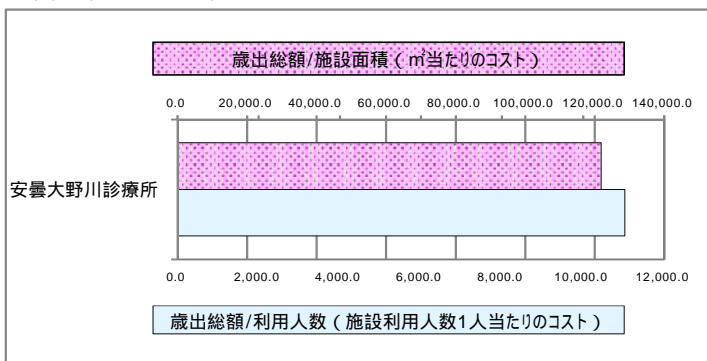 歳出総額/施設面積(㎡当たりのコスト)
0.0 20,000.0 40,000.0 60,000.0 80,000.0 100,000.0 120,000.0 140,000.0
安曇大野川診療所
0.0 2,000.0 4,000.0 6,000.0 8,000.0 10,000.0 12,000.0
歳出総額/利用人数(施設利用人数1人当たりのコスト)